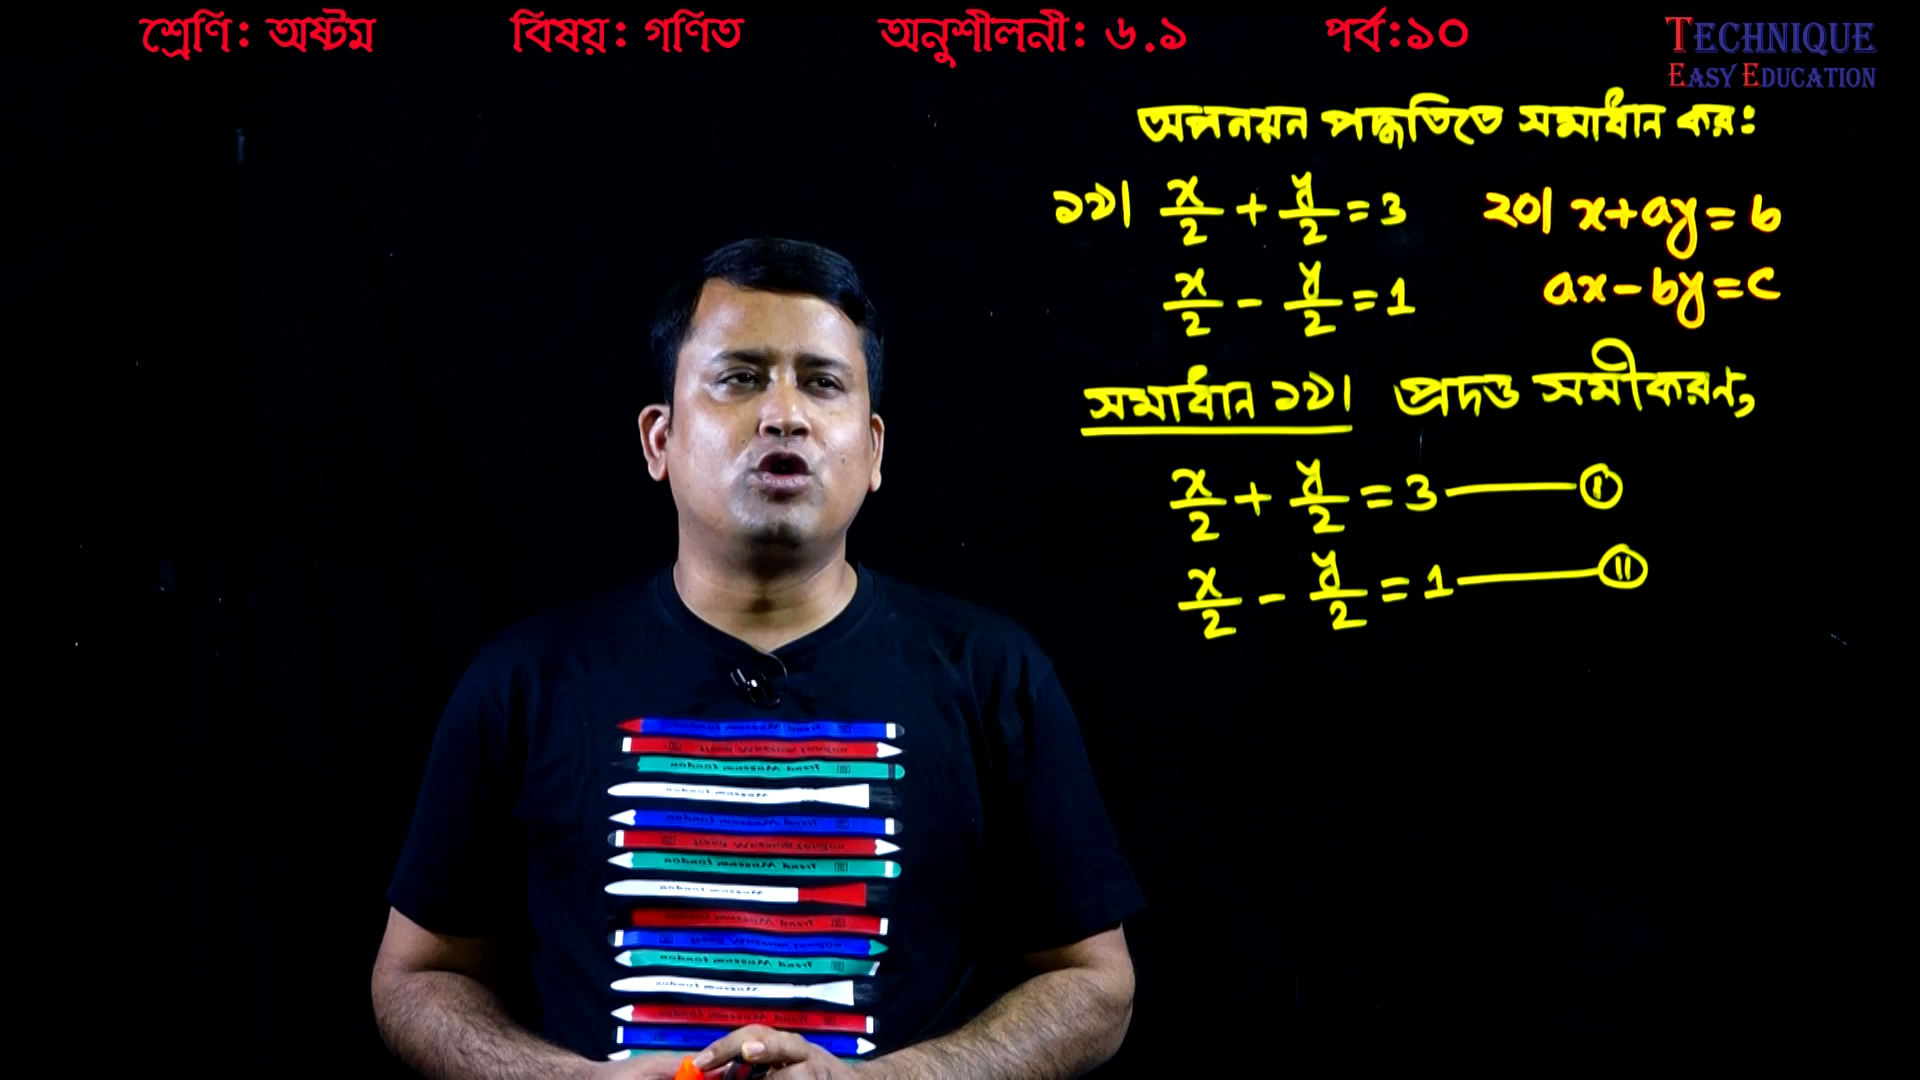 শ্রেণি: অষ্টম বিষয়: গণিত অনুশীলনী: ৬.১ পর্ব:১০
TECHNIQUE
EASY EDUCATION
অপনয়ন পদ্ধতিতে সমাধান কর:
১৯। x/2 + y/2 = 3 ২০। x+ay = b
x/2 - y/2 = 1 ax-by=c
সমাধান ১৯। প্রদত্ত সমীকরণ,
x/2 + y/2 = 3 — (i)
x/2 - y/2 = 1 — (ii)